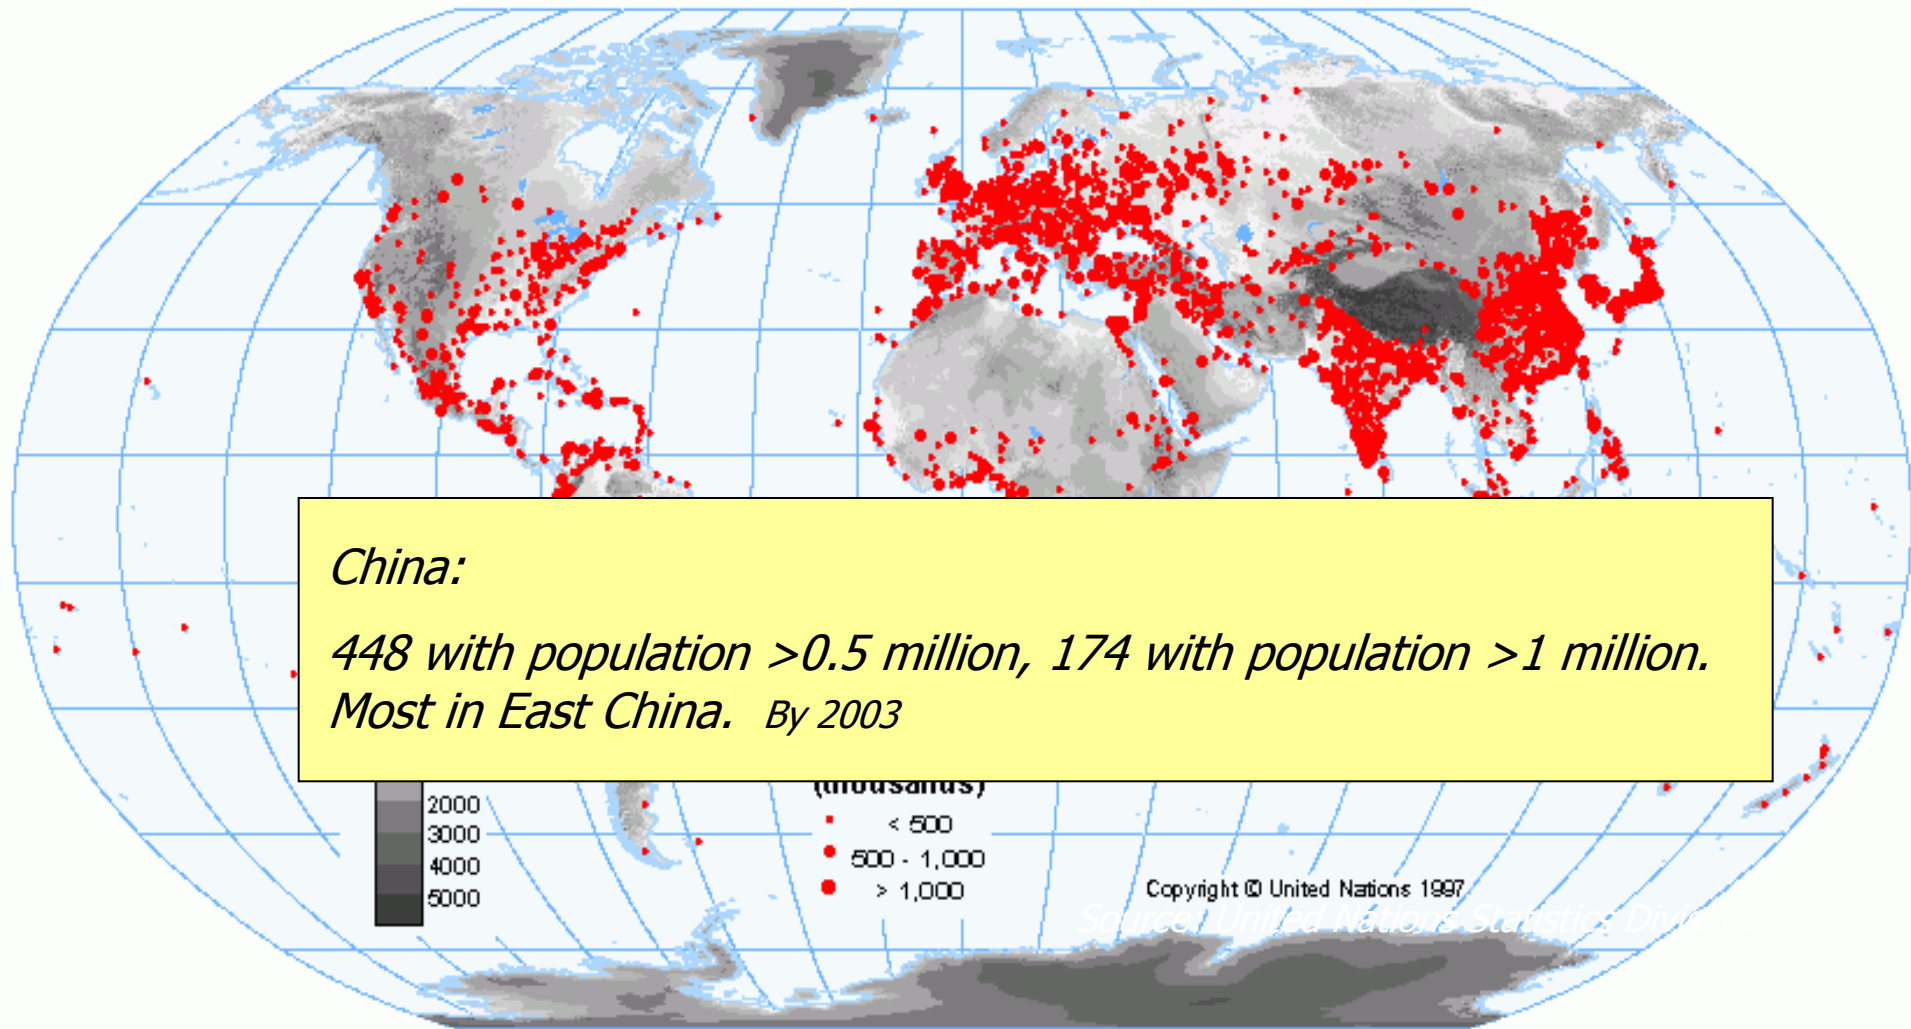 China:
448 with population >0.5 million, 174 with population >1 million.
Most in East China. By 2003
(thousands)
2000
3000
4000
5000
< 500
500 - 1,000
> 1,000
Copyright © United Nations 1997
Source: United Nations Statistics Division